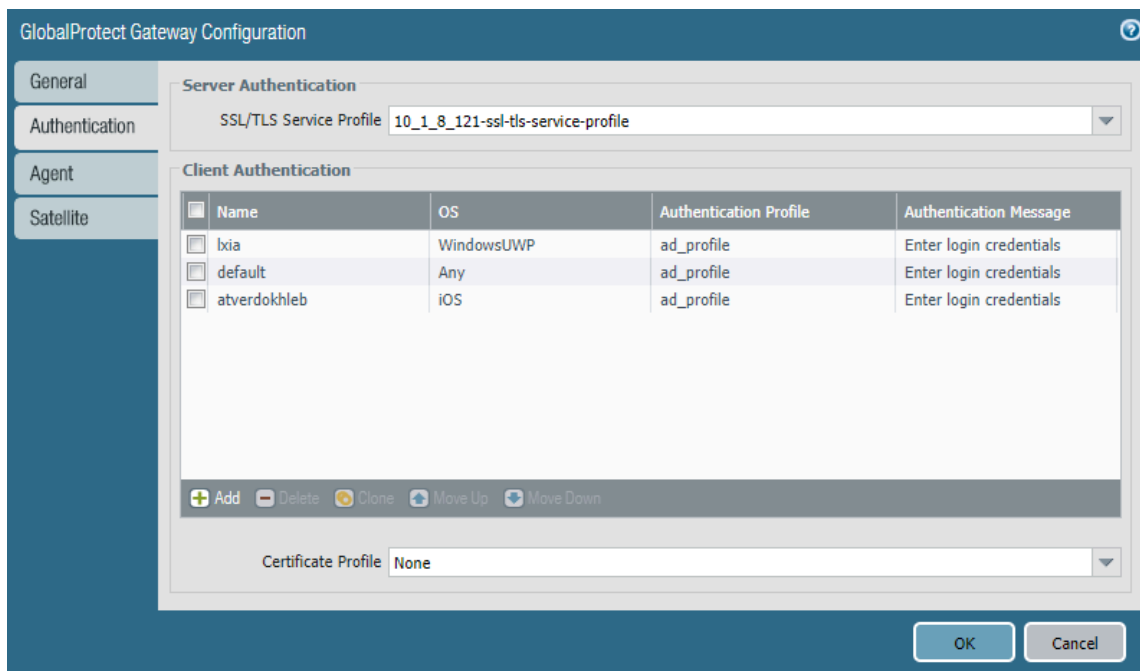 GlobalProtect Gateway Configuration
General
Authentication
Agent
Satellite
Server Authentication
SSL/TLS Service Profile 10_1_8_121-ssl-tls-service-profile
Client Authentication
Name OS Authentication Profile Authentication Message
lxia WindowsUWP ad_profile Enter login credentials
default Any ad_profile Enter login credentials
atverdokhleb iOS ad_profile Enter login credentials
Add Delete Clone Move Up Move Down
Certificate Profile None
OK Cancel